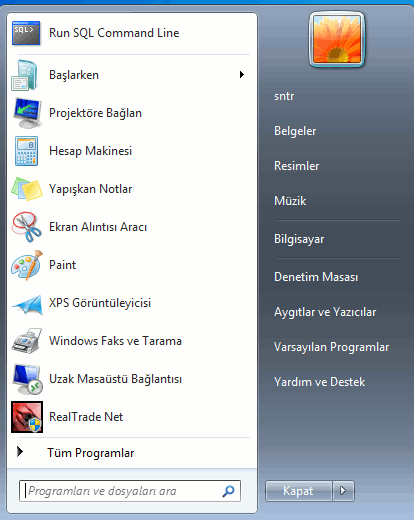 Run SQL Command Line
Başlarken
Projektöre Bağlan
Hesap Makinesi
Yapışkan Notlar
Ekran Alıntısı Aracı
Paint
XPS Görüntüleyicisi
Windows Faks ve Tarama
Uzak Masaüstü Bağlantısı
RealTrade Net
Tüm Programlar
Programları ve dosyaları ara
sntr
Belgeler
Resimler
Müzik
Bilgisayar
Denetim Masası
Aygıtlar ve Yazıcılar
Varsayılan Programlar
Yardım ve Destek
Kapat
SQL>